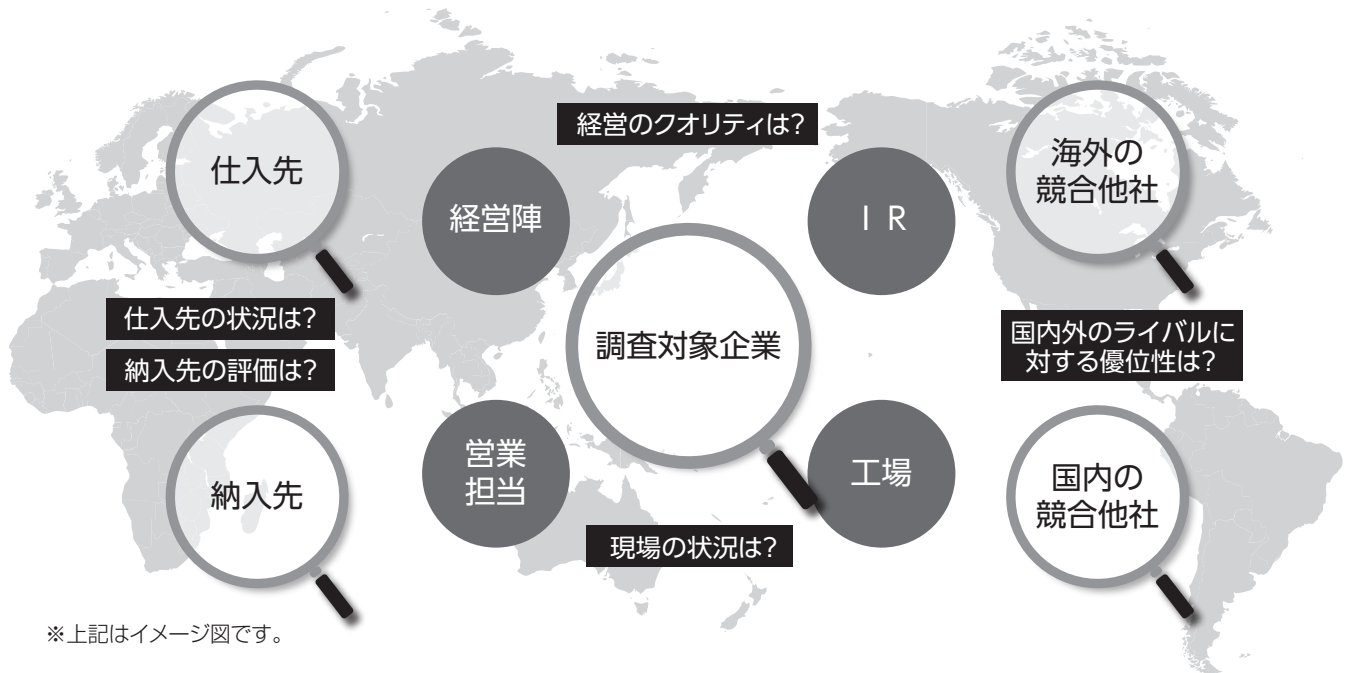 経営のクオリティは?
仕入先
経営陣
I R
海外の
競合他社
仕入先の状況は?
納入先の評価は?
調査対象企業
国内外のライバルに
対する優位性は?
納入先
営業
担当
工場
国内の
競合他社
現場の状況は?
※上記はイメージ図です。